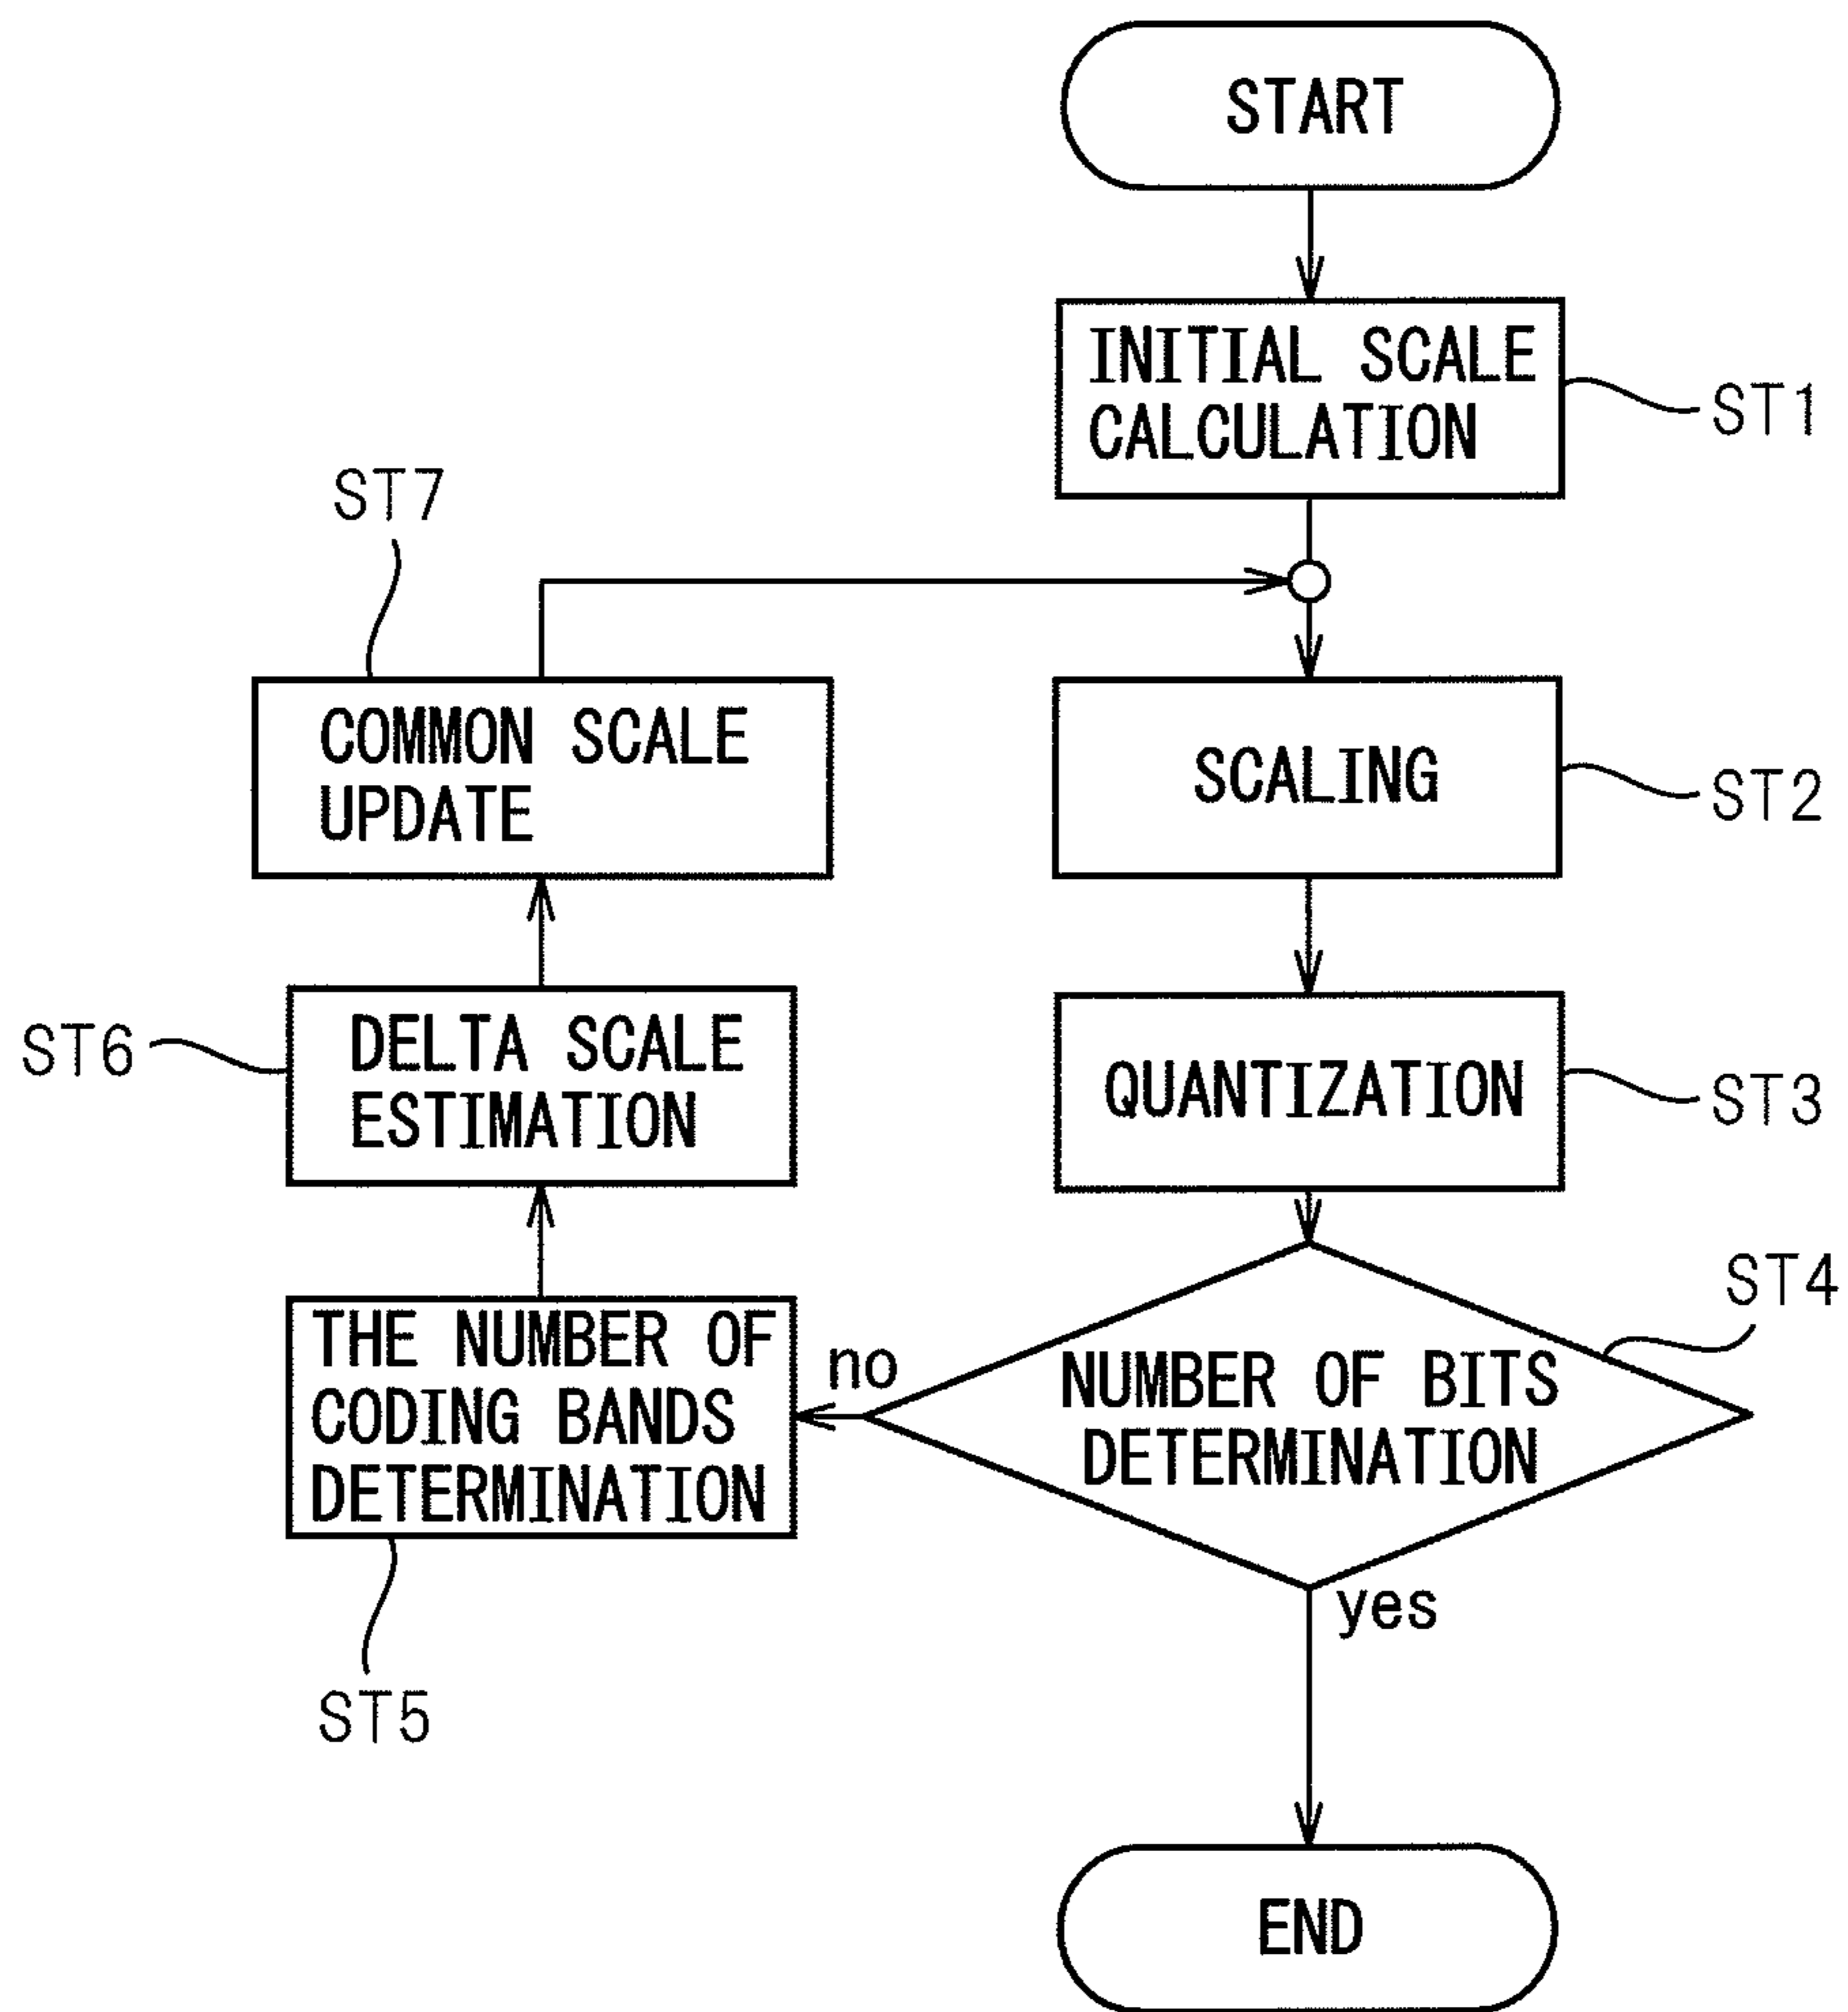 START
INITIAL SCALE
CALCULATION
ST1
ST7
COMMON SCALE
UPDATE
SCALING
ST2
ST6
DELTA SCALE
ESTIMATION
QUANTIZATION
ST3
THE NUMBER OF
CODING BANDS
DETERMINATION
no
NUMBER OF BITS
DETERMINATION
ST4
yes
ST5
END